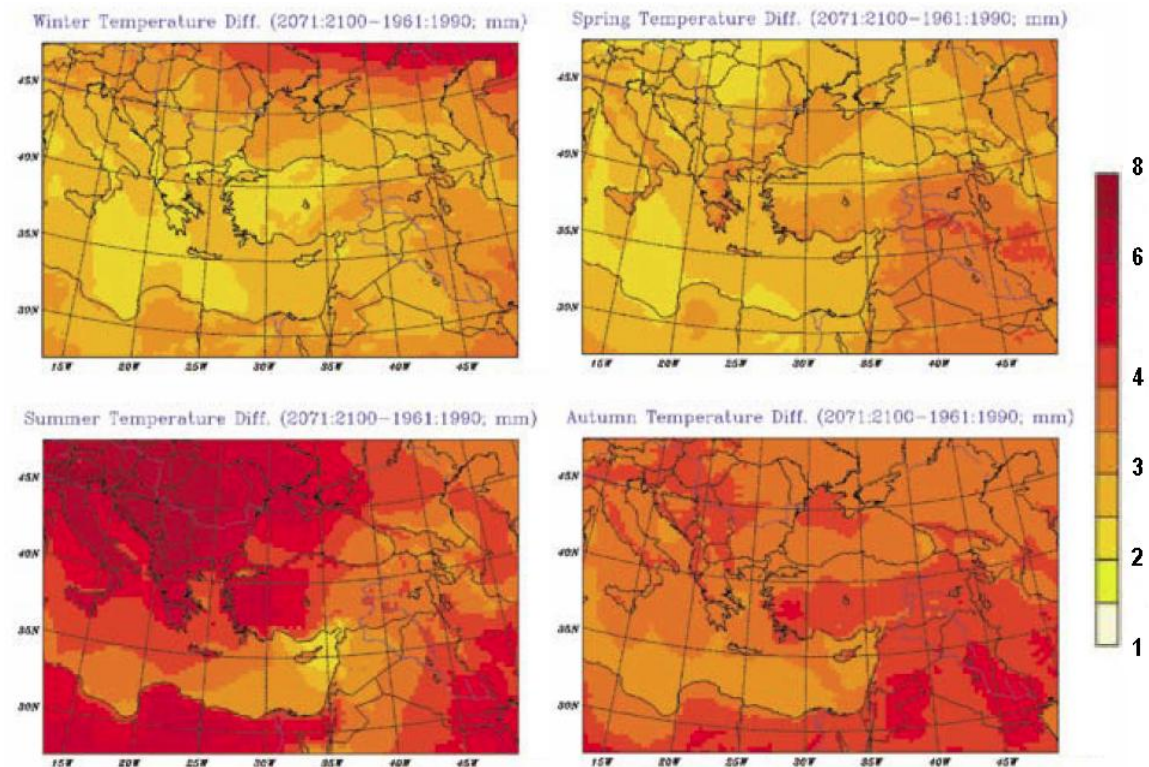 Winter Temperature Diff. (2071:2100-1961:1990; mm)
Spring Temperature Diff. (2071:2100-1961:1990; mm)
45N
40N
35N
30N
15W 20W 25W 30W 35W 40W 45W
45N
40N
35N
30N
15W 20W 25W 30W 35W 40W 45W
Summer Temperature Diff. (2071:2100-1961:1990; mm)
Autumn Temperature Diff. (2071:2100-1961:1990; mm)
45N
40N
35N
30N
15W 20W 25W 30W 35W 40W 45W
45N
40N
35N
30N
15W 20W 25W 30W 35W 40W 45W
8
6
4
3
2
1